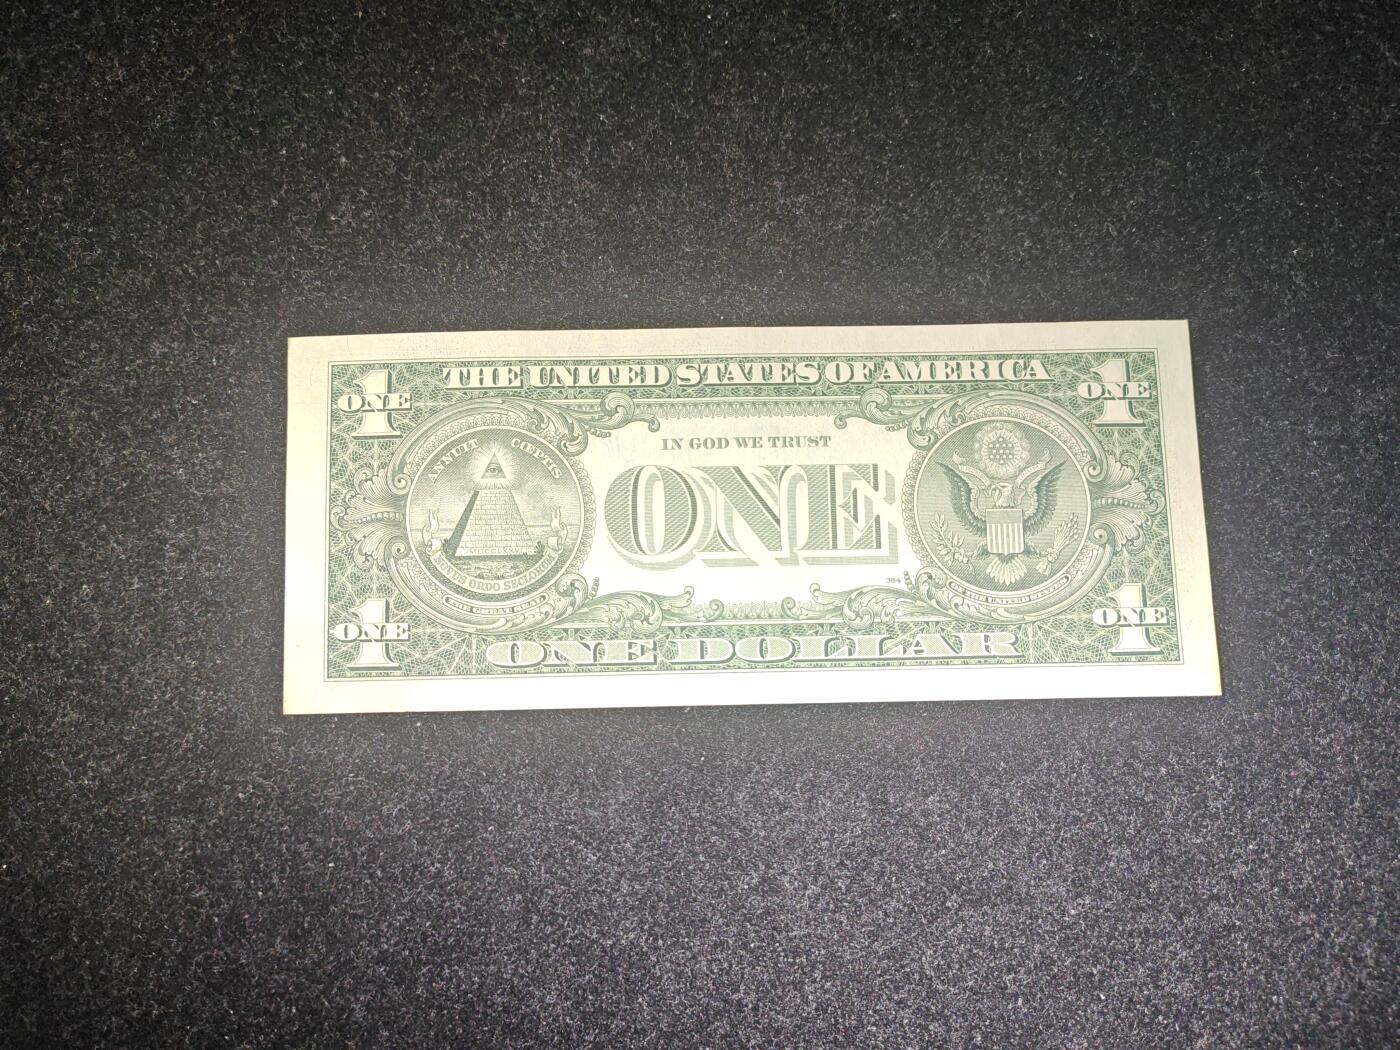 THE UNITED STATES OF AMERICA
1 ONE
1 ONE
ANNUIT CŒPTIS
IN GOD WE TRUST
ONE
MDCCLXXVI
NOVUS ORDO SECLORUM
THE GREAT SEAL
OF THE UNITED STATES
384
1 ONE
1 ONE
ONE DOLLAR